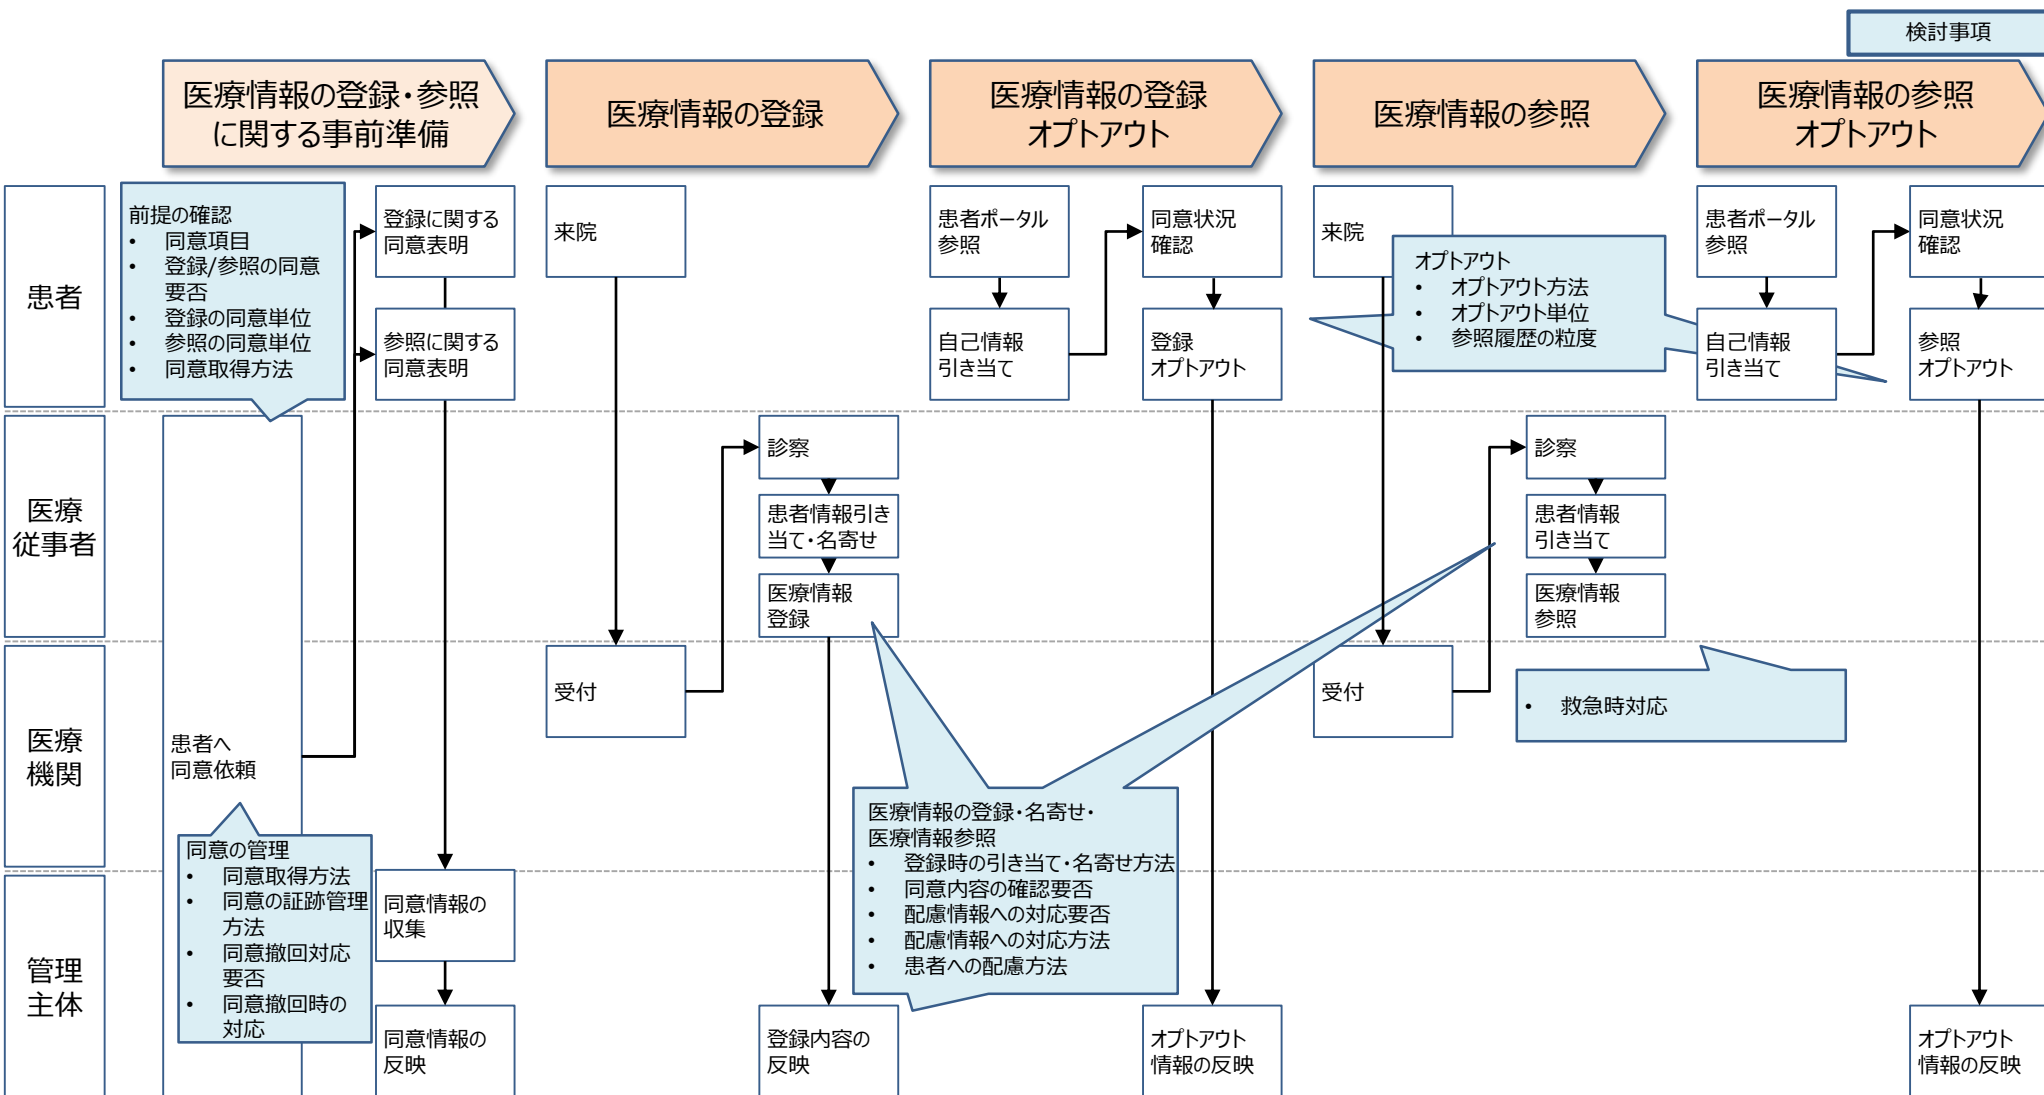 検討事項
医療情報の登録・参照
に関する事前準備
医療情報の登録
医療情報の登録
オプトアウト
医療情報の参照
医療情報の参照
オプトアウト
患者
前提の確認
• 同意項目
• 登録/参照の同意
要否
• 登録の同意単位
• 参照の同意単位
• 同意取得方法
登録に関する
同意表明
参照に関する
同意表明
来院
患者ポータル
参照
自己情報
引き当て
同意状況
確認
登録
オプトアウト
来院
オプトアウト
• オプトアウト方法
• オプトアウト単位
• 参照履歴の粒度
患者ポータル
参照
自己情報
引き当て
同意状況
確認
参照
オプトアウト
医療
従事者
診察
患者情報引き
当て・名寄せ
医療情報
登録
診察
患者情報
引き当て
医療情報
参照
医療
機関
患者へ
同意依頼
受付
受付
• 救急時対応
同意の管理
• 同意取得方法
• 同意の証跡管理
方法
• 同意撤回対応
要否
• 同意撤回時の
対応
医療情報の登録・名寄せ・
医療情報参照
• 登録時の引き当て・名寄せ方法
• 同意内容の確認要否
• 配慮情報への対応要否
• 配慮情報への対応方法
• 患者への配慮方法
管理
主体
同意情報の
収集
同意情報の
反映
登録内容の
反映
オプトアウト
情報の反映
オプトアウト
情報の反映